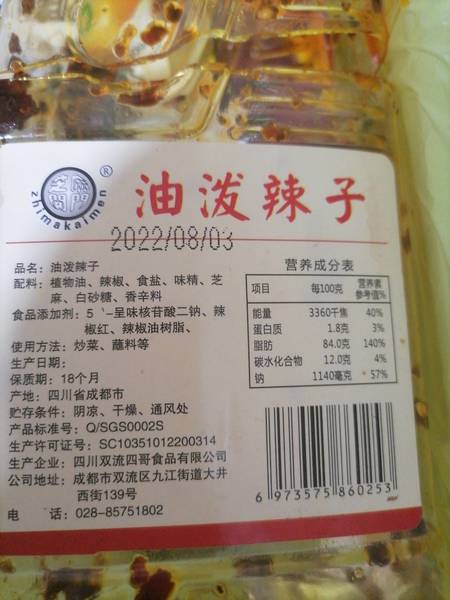 芝麻開門
®
zhimakaimen
油泼辣子
2022/08/03
品名：油泼辣子
配料：植物油、辣椒、食盐、味精、芝
麻、白砂糖、香辛料
食品添加剂：5‵-呈味核苷酸二钠、辣
椒红、辣椒油树脂、
使用方法：炒菜、蘸料等
生产日期：
保质期：18个月
产地：四川省成都市
贮存条件：阴凉、干燥、通风处
产品标准号：Q/SGS0002S
生产许可证号：SC10351012200314
生产企业：四川双流四哥食品有限公司
公司地址：成都市双流区九江街道大井
西街139号
电 话：028-85751802
营养成分表
项目 每100克 营养素参考值%
能量 3360千焦 40%
蛋白质 1.8克 3%
脂肪 84.0克 140%
碳水化合物 12.0克 4%
钠 1140毫克 57%
6 973575 860253